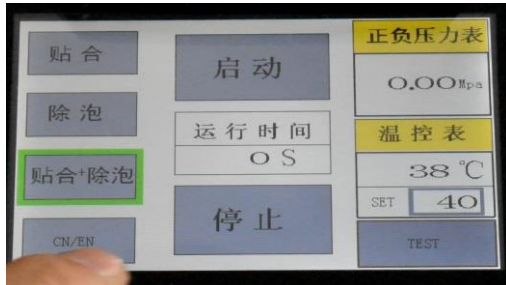 贴合
除泡
贴合+除泡
CN/EN
启动
运行时间
0 S
停止
正负压力表
0.00Mpa
温控表
38℃
SET 40
TEST